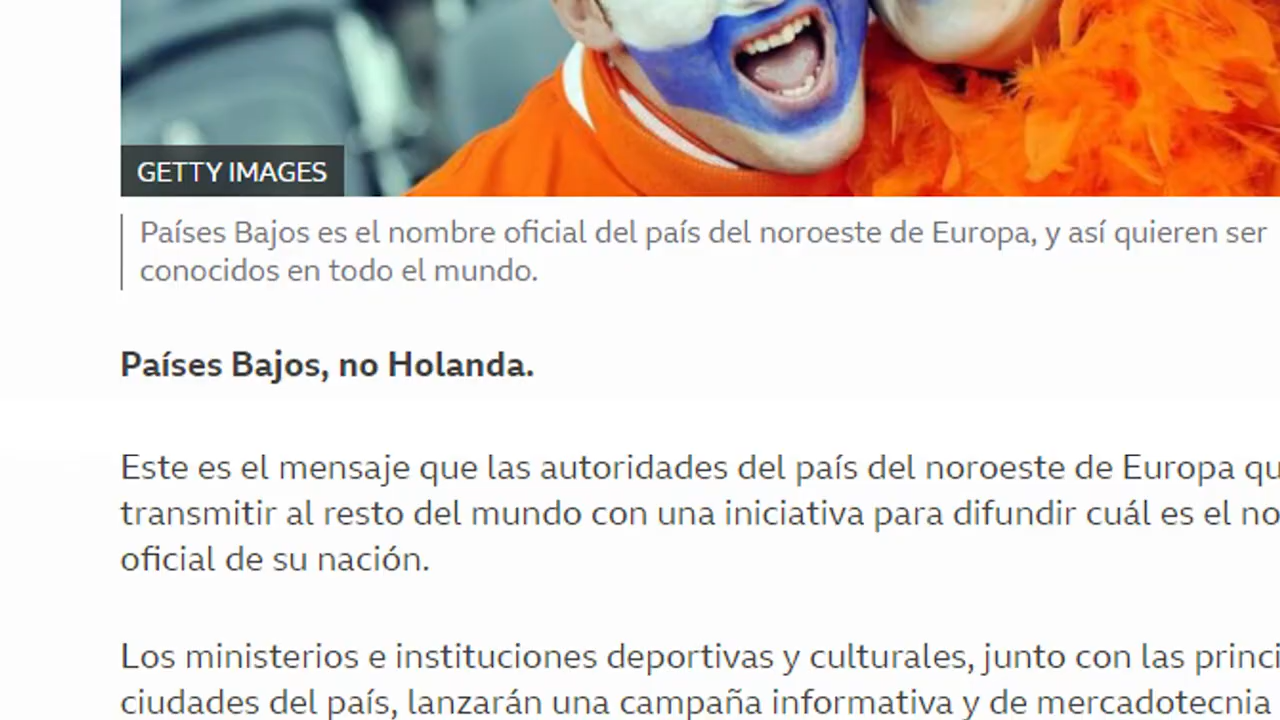 GETTY IMAGES
Países Bajos es el nombre oficial del país del noroeste de Europa, y así quieren ser
conocidos en todo el mundo.
Países Bajos, no Holanda.
Este es el mensaje que las autoridades del país del noroeste de Europa qu
transmitir al resto del mundo con una iniciativa para difundir cuál es el no
oficial de su nación.
Los ministerios e instituciones deportivas y culturales, junto con las princi
ciudades del país, lanzarán una campaña informativa y de mercadotecnia